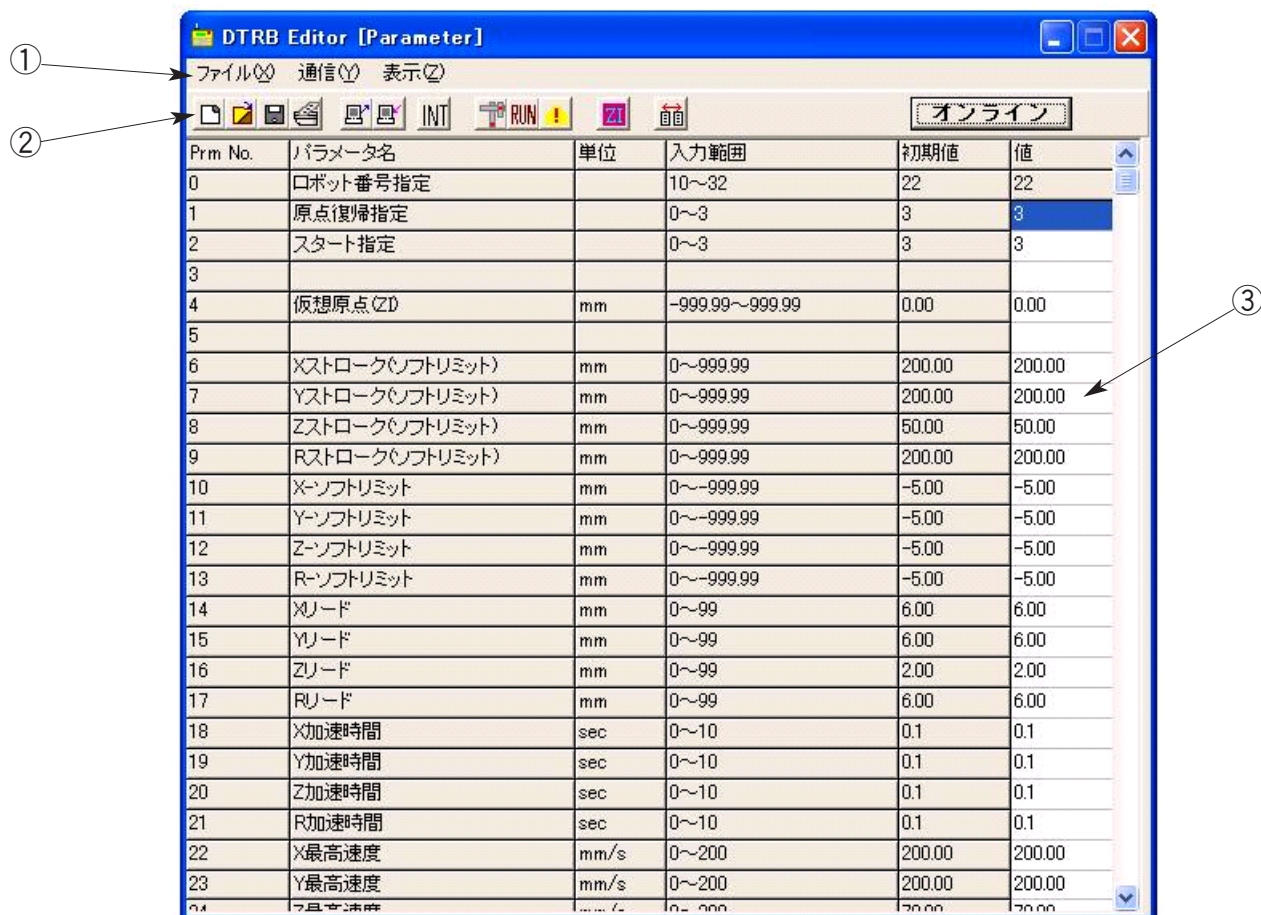 DTRB Editor [Parameter]
①
ファイル(X) 通信(Y) 表示(Z)
②
INT RUN ! ZI オンライン
Prm No. パラメータ名 単位 入力範囲 初期値 値
0 ロボット番号指定 10～32 22 22
1 原点復帰指定 0～3 3 3
2 スタート指定 0～3 3 3
3
4 仮想原点(ZI) mm -999.99～999.99 0.00 0.00
③
5
6 Xストローク(ソフトリミット) mm 0～999.99 200.00 200.00
7 Yストローク(ソフトリミット) mm 0～999.99 200.00 200.00
8 Zストローク(ソフトリミット) mm 0～999.99 50.00 50.00
9 Rストローク(ソフトリミット) mm 0～999.99 200.00 200.00
10 X-ソフトリミット mm 0～-999.99 -5.00 -5.00
11 Y-ソフトリミット mm 0～-999.99 -5.00 -5.00
12 Z-ソフトリミット mm 0～-999.99 -5.00 -5.00
13 R-ソフトリミット mm 0～-999.99 -5.00 -5.00
14 Xリード mm 0～99 6.00 6.00
15 Yリード mm 0～99 6.00 6.00
16 Zリード mm 0～99 2.00 2.00
17 Rリード mm 0～99 6.00 6.00
18 X加速時間 sec 0～10 0.1 0.1
19 Y加速時間 sec 0～10 0.1 0.1
20 Z加速時間 sec 0～10 0.1 0.1
21 R加速時間 sec 0～10 0.1 0.1
22 X最高速度 mm/s 0～200 200.00 200.00
23 Y最高速度 mm/s 0～200 200.00 200.00